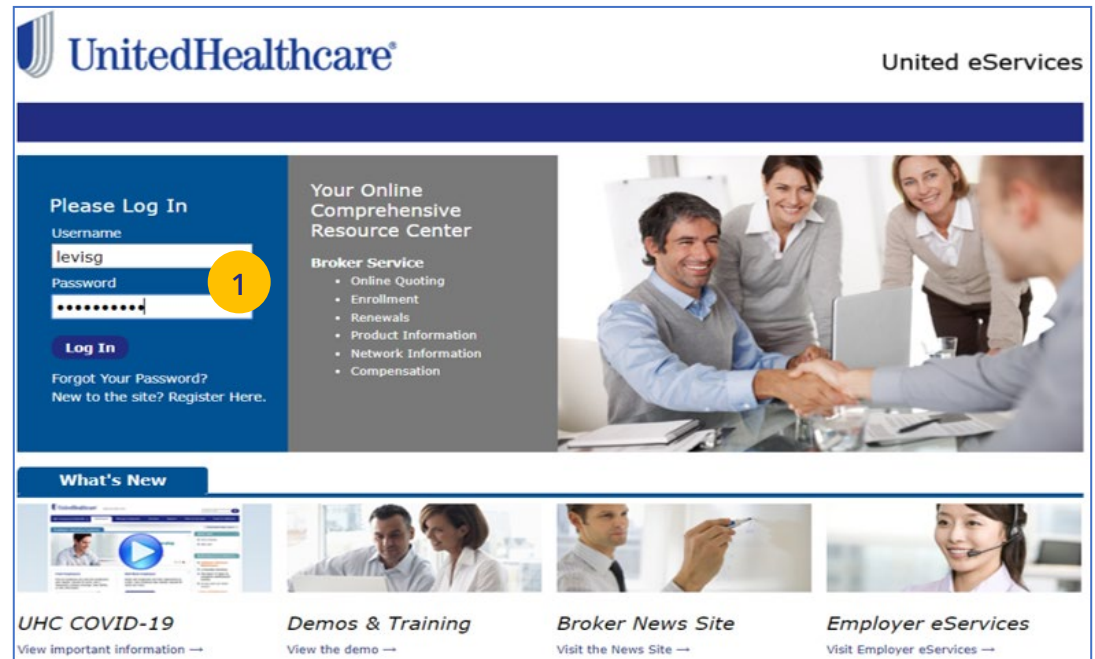 UnitedHealthcare®
United eServices
Please Log In
Username
levisg
Password
••••••••••
1
Log In
Forgot Your Password?
New to the site? Register Here.
Your Online
Comprehensive
Resource Center
Broker Service
• Online Quoting
• Enrollment
• Renewals
• Product Information
• Network Information
• Compensation
What's New
UHC COVID-19
View important information →
Demos & Training
View the demo →
Broker News Site
Visit the News Site →
Employer eServices
Visit Employer eServices →